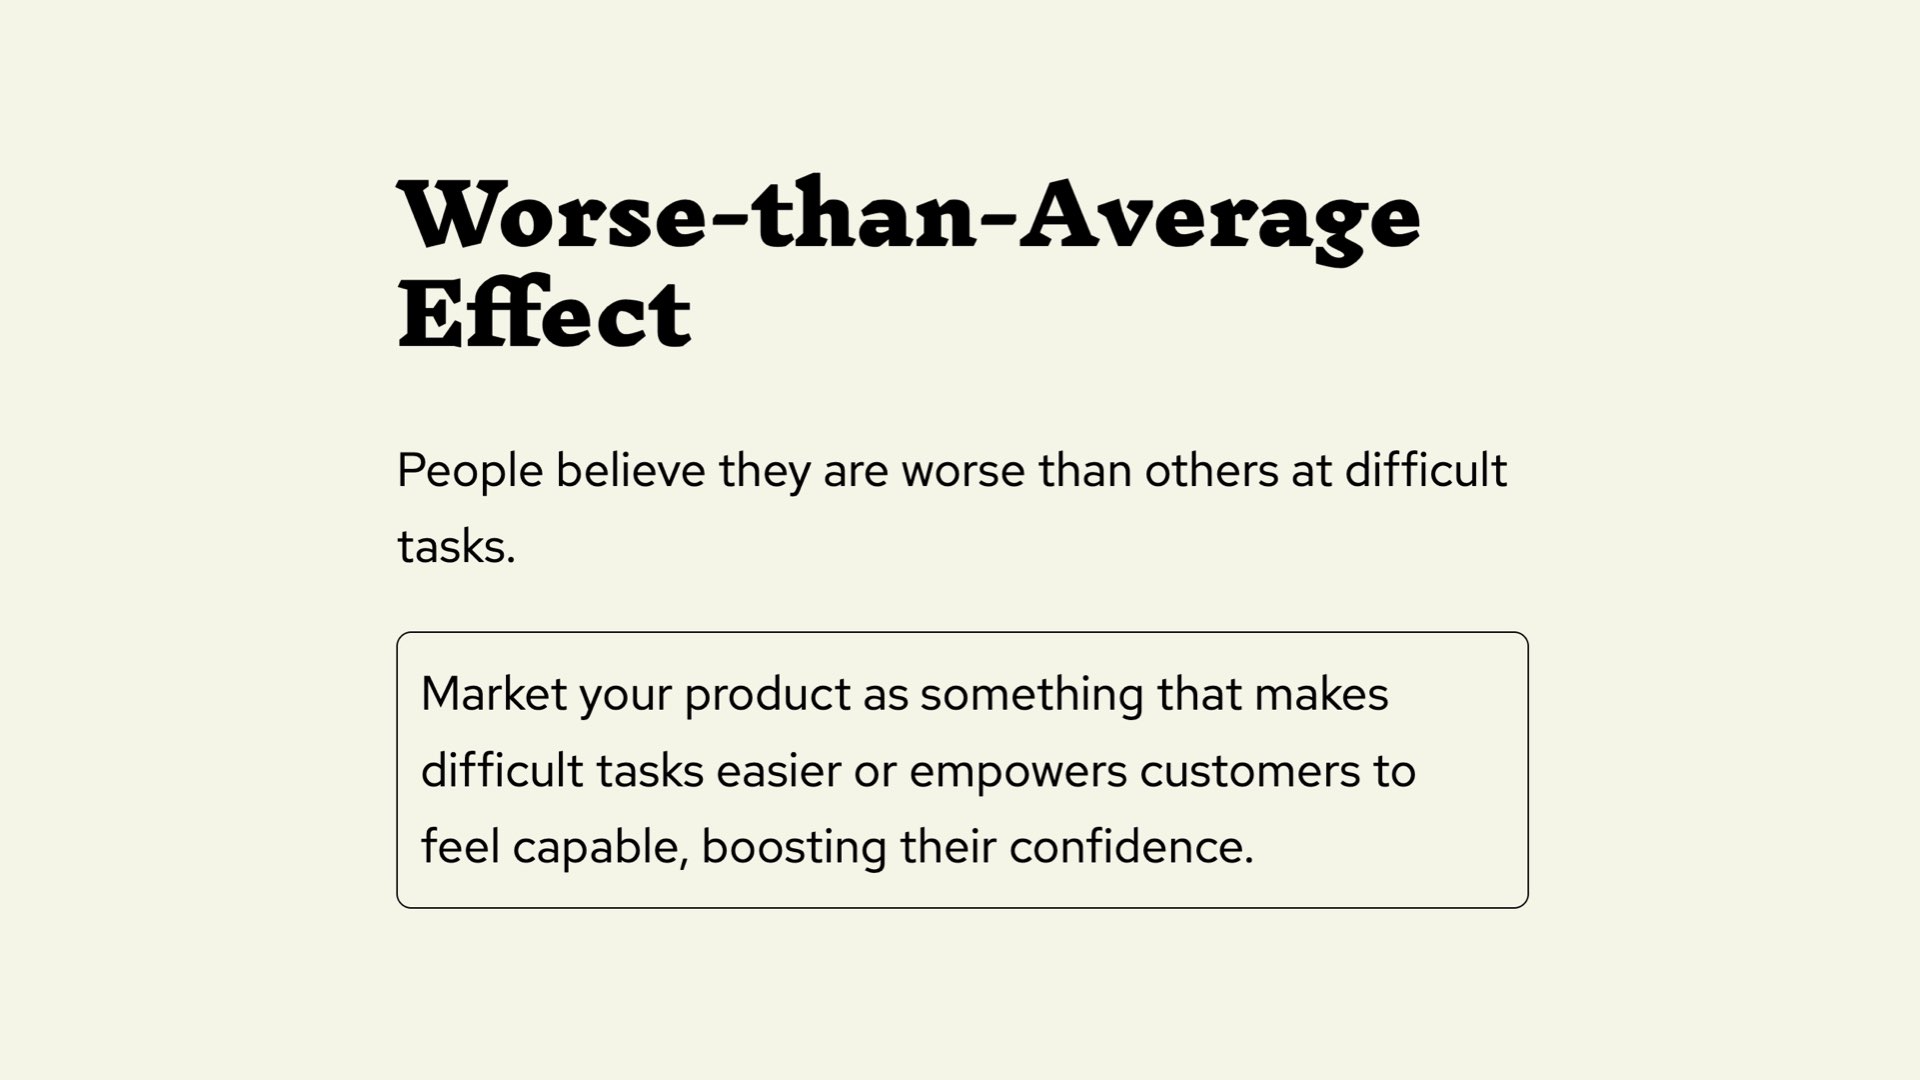 Worse-than-Average
Effect
People believe they are worse than others at difficult
tasks.
Market your product as something that makes
difficult tasks easier or empowers customers to
feel capable, boosting their confidence.